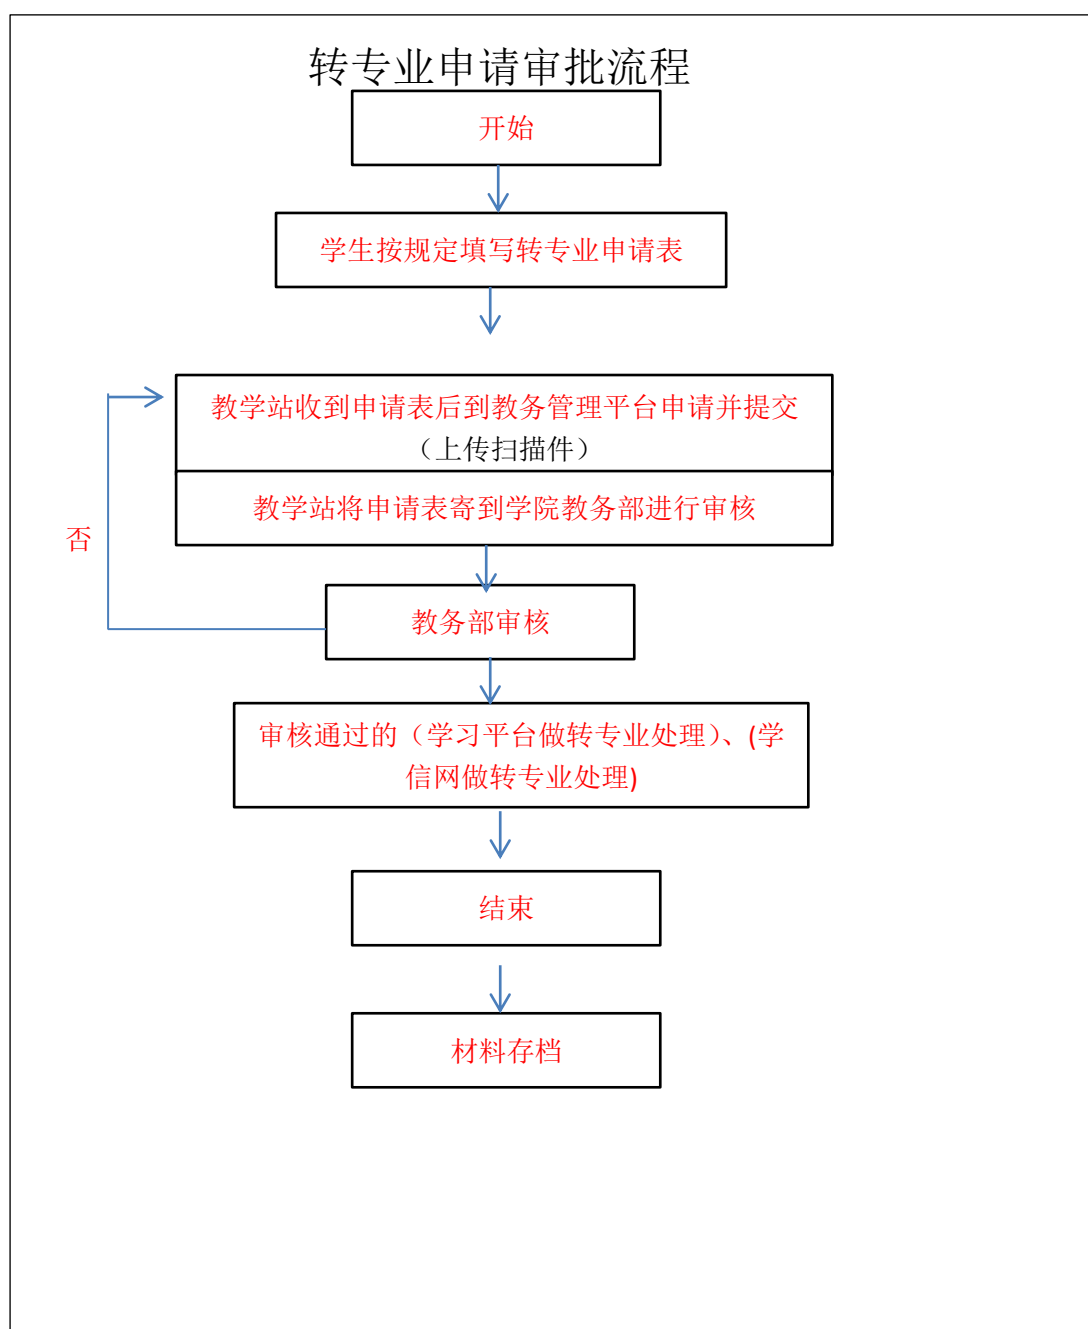 转专业申请审批流程
开始
学生按规定填写转专业申请表
教学站收到申请表后到教务管理平台申请并提交
（上传扫描件）
教学站将申请表寄到学院教务部进行审核
否
教务部审核
审核通过的（学习平台做转专业处理）、(学
信网做转专业处理)
结束
材料存档